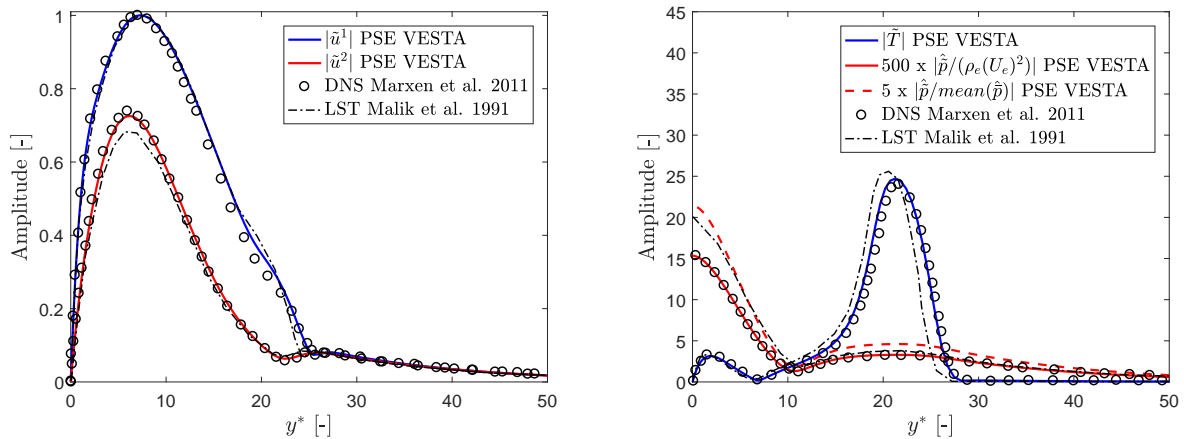 Amplitude [-]
1
0.8
0.6
0.4
0.2
0
0
10
20
30
40
50
y* [-]
|ũ¹| PSE VESTA
|ũ²| PSE VESTA
DNS Marxen et al. 2011
LST Malik et al. 1991
Amplitude [-]
45
40
35
30
25
20
15
10
5
0
0
10
20
30
40
50
y* [-]
|T̃| PSE VESTA
500 x |p̃̂/(ρₑ(Uₑ)²)| PSE VESTA
5 x |p̃̂/mean(p̃̂)| PSE VESTA
DNS Marxen et al. 2011
LST Malik et al. 1991